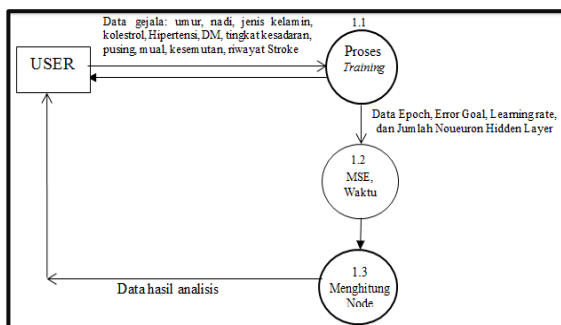 Data gejala: umur, nadi, jenis kelamin,
kolestrol, Hipertensi, DM, tingkat kesadaran,
pusing, mual, kesemutan, riwayat Stroke
1.1
USER
Proses
Training
Data Epoch, Error Goal, Learning rate,
dan Jumlah Noueuron Hidden Layer
1.2
MSE,
Waktu
1.3
Menghitung
Node
Data hasil analisis